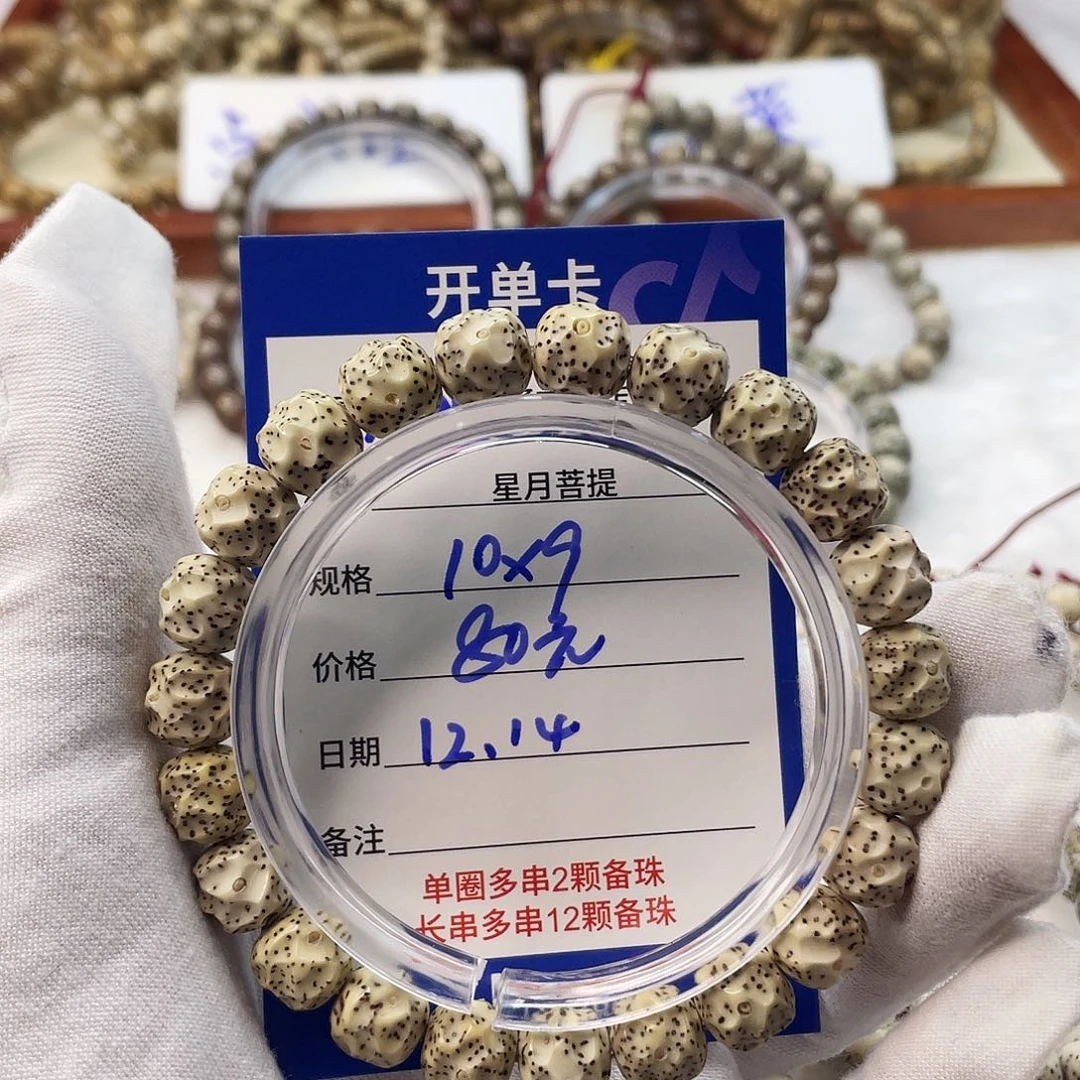 开单卡
星月菩提
规格 10x9
价格 80元
日期 12.14
备注
单圈多串2颗备珠
长串多串12颗备珠